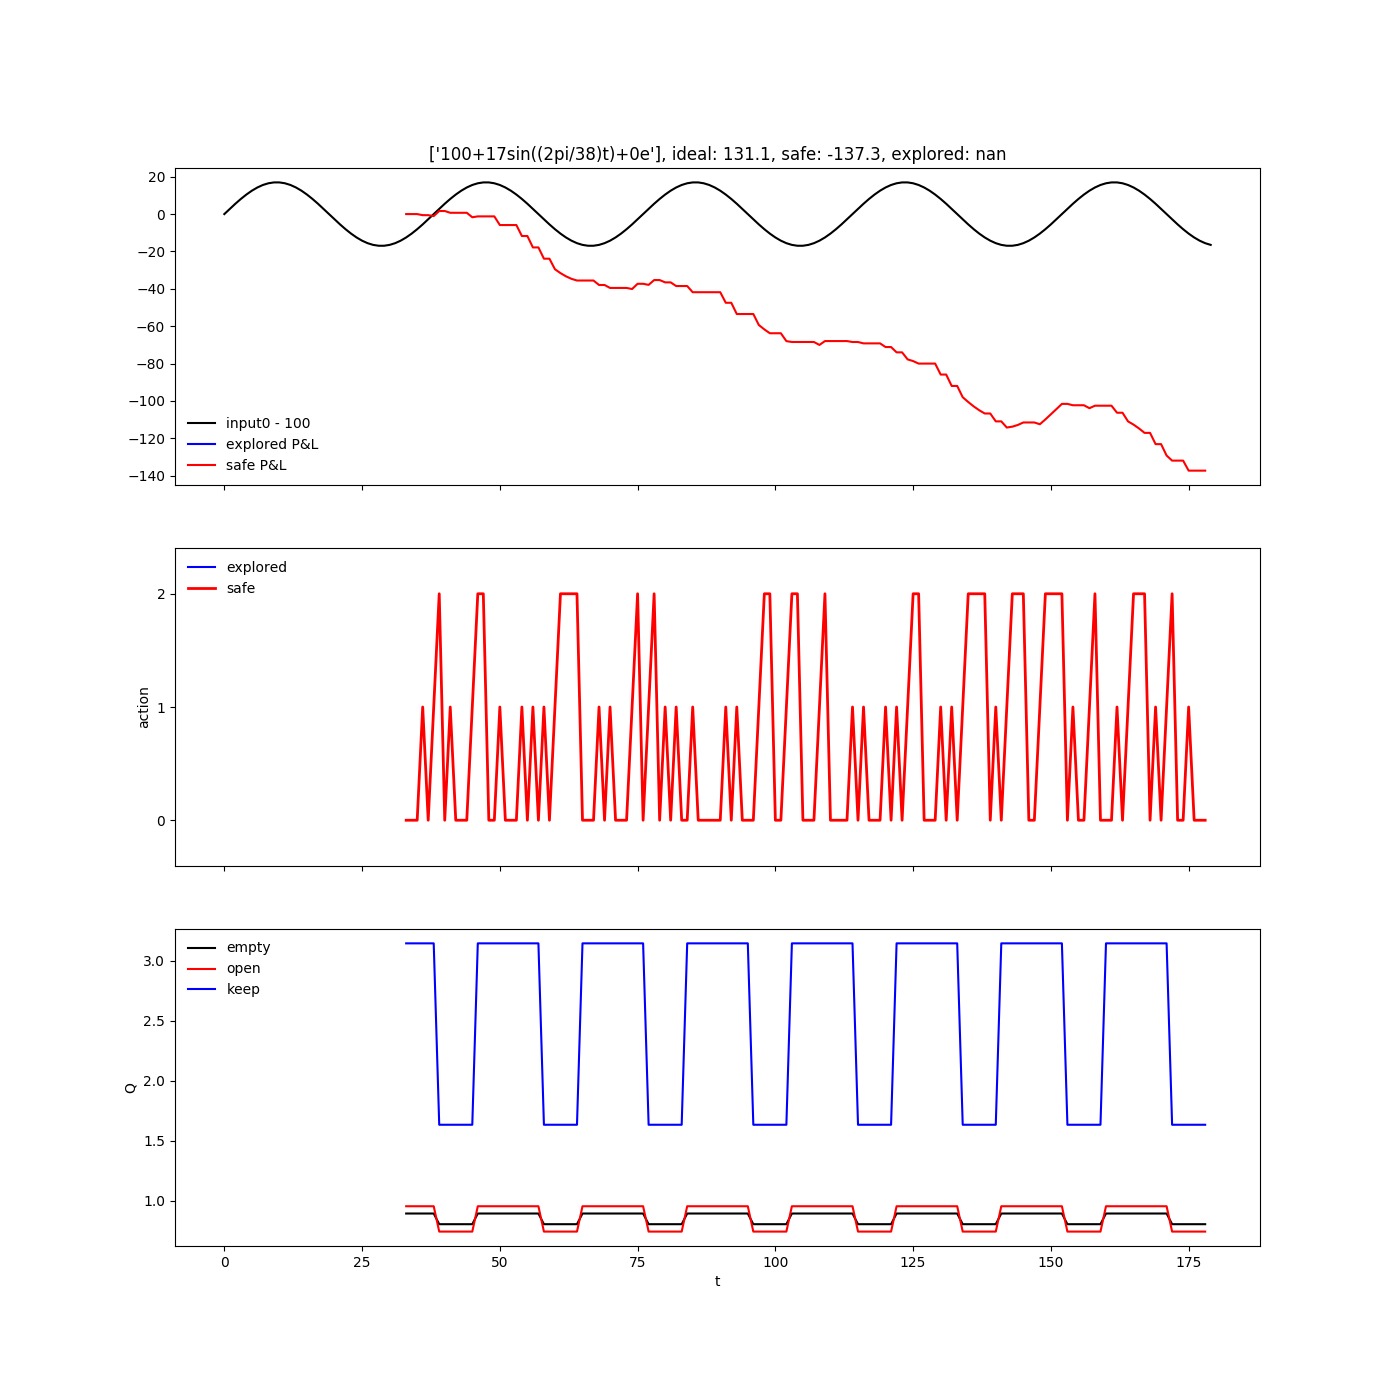 ['100+17sin((2pi/38)t)+0e'], ideal: 131.1, safe: -137.3, explored: nan
20
0
−20
−40
−60
−80
−100
−120
−140
input0 - 100
explored P&L
safe P&L
explored
safe
2
1
0
action
empty
open
keep
3.0
2.5
2.0
1.5
1.0
Q
0
25
50
75
100
125
150
175
t